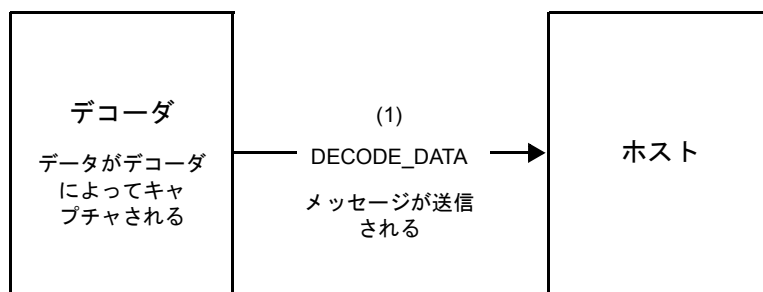 デコーダ
データがデコーダ
によってキャ
プチャされる
(1)
DECODE_DATA
メッセージが送信
される
ホスト